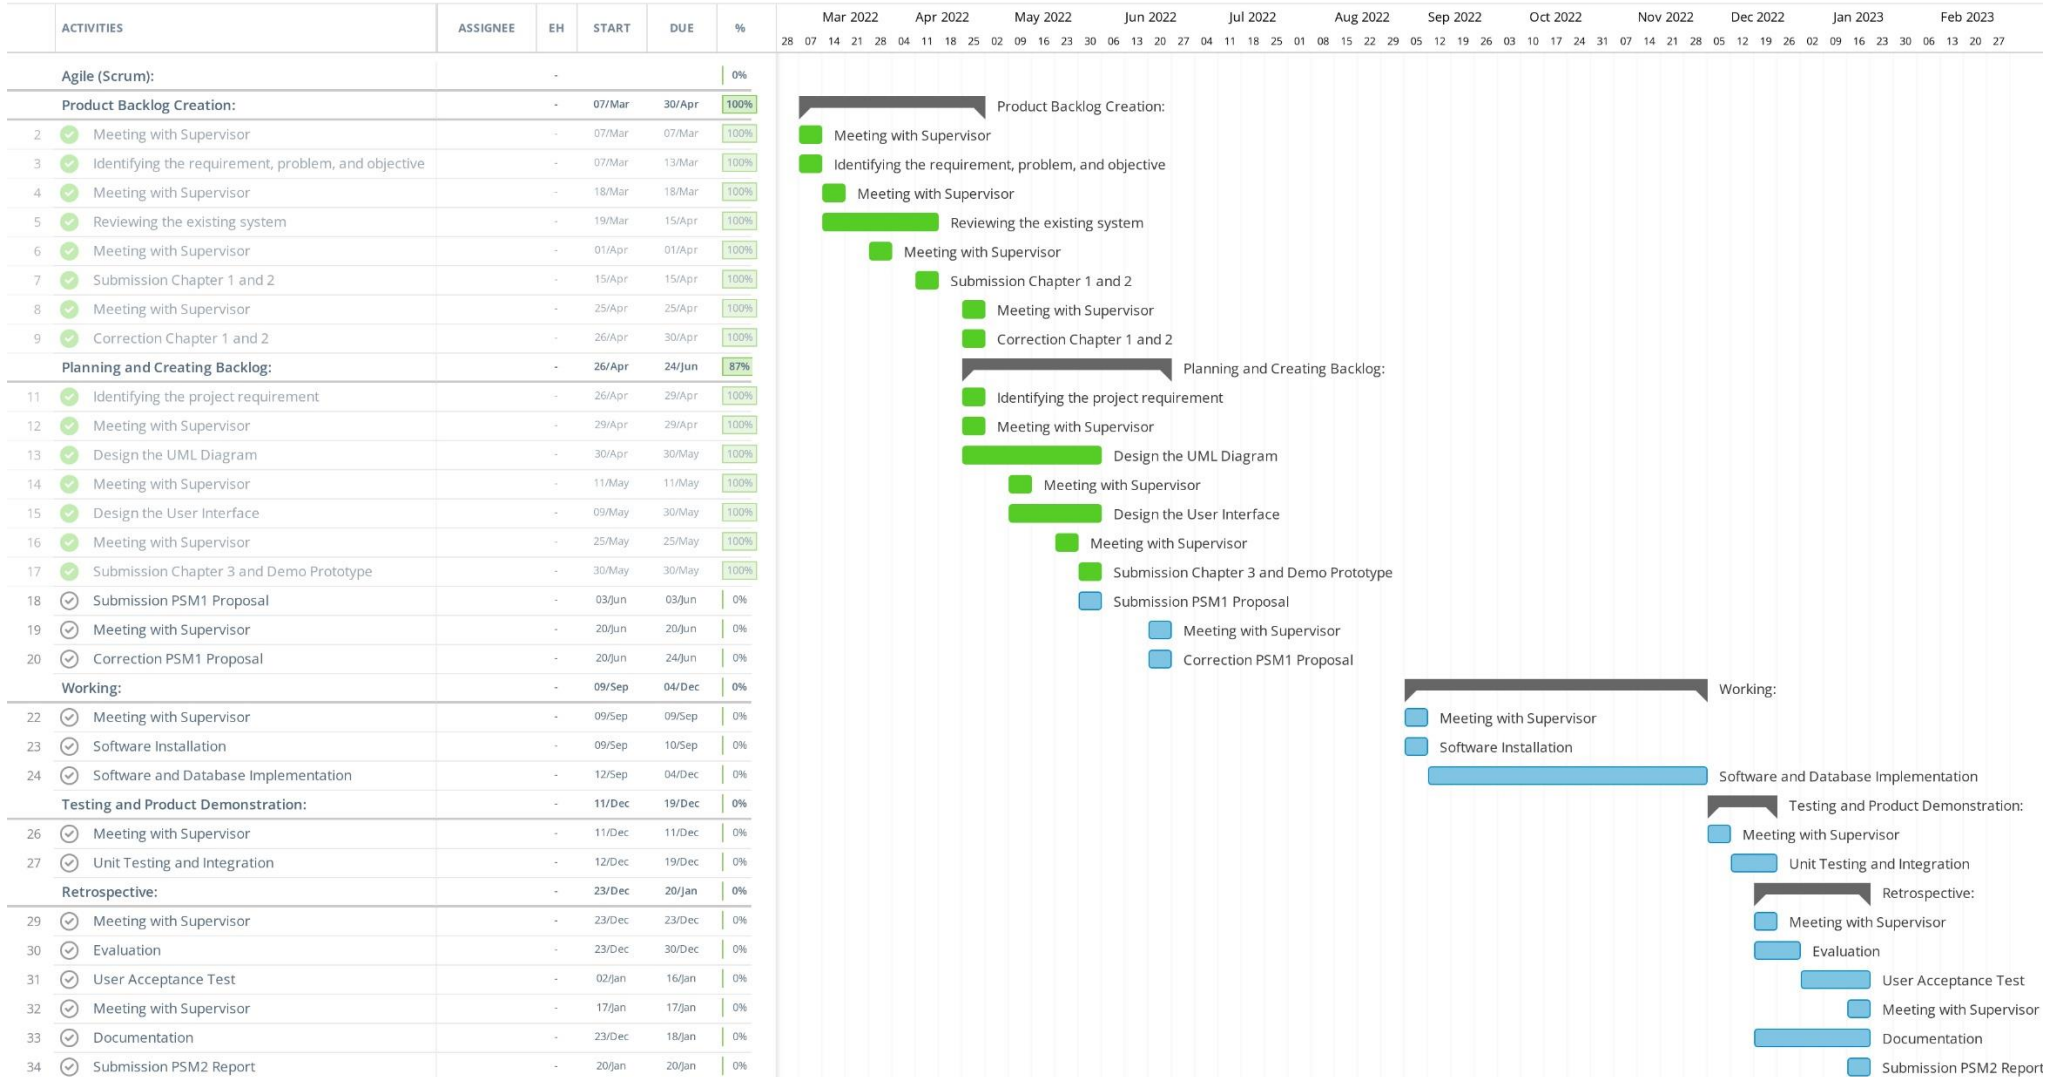 ACTIVITIES ASSIGNEE EH START DUE % Mar 2022 Apr 2022 May 2022 Jun 2022 Jul 2022 Aug 2022 Sep 2022 Oct 2022 Nov 2022 Dec 2022 Jan 2023 Feb 2023
28 07 14 21 28 04 11 18 25 02 09 16 23 30 06 13 20 27 04 11 18 25 01 08 15 22 29 05 12 19 26 03 10 17 24 31 07 14 21 28 05 12 19 26 02 09 16 23 30 06 13 20 27
Agile (Scrum): - 0%
Product Backlog Creation: - 07/Mar 30/Apr 100% Product Backlog Creation:
2 Meeting with Supervisor - 07/Mar 07/Mar 100% Meeting with Supervisor
3 Identifying the requirement, problem, and objective - 07/Mar 13/Mar 100% Identifying the requirement, problem, and objective
4 Meeting with Supervisor - 18/Mar 18/Mar 100% Meeting with Supervisor
5 Reviewing the existing system - 19/Mar 15/Apr 100% Reviewing the existing system
6 Meeting with Supervisor - 01/Apr 01/Apr 100% Meeting with Supervisor
7 Submission Chapter 1 and 2 - 15/Apr 15/Apr 100% Submission Chapter 1 and 2
8 Meeting with Supervisor - 25/Apr 25/Apr 100% Meeting with Supervisor
9 Correction Chapter 1 and 2 - 26/Apr 30/Apr 100% Correction Chapter 1 and 2
Planning and Creating Backlog: - 26/Apr 24/Jun 87% Planning and Creating Backlog:
11 Identifying the project requirement - 26/Apr 29/Apr 100% Identifying the project requirement
12 Meeting with Supervisor - 29/Apr 29/Apr 100% Meeting with Supervisor
13 Design the UML Diagram - 30/Apr 30/May 100% Design the UML Diagram
14 Meeting with Supervisor - 11/May 11/May 100% Meeting with Supervisor
15 Design the User Interface - 09/May 30/May 100% Design the User Interface
16 Meeting with Supervisor - 25/May 25/May 100% Meeting with Supervisor
17 Submission Chapter 3 and Demo Prototype - 30/May 30/May 100% Submission Chapter 3 and Demo Prototype
18 Submission PSM1 Proposal - 03/Jun 03/Jun 0% Submission PSM1 Proposal
19 Meeting with Supervisor - 20/Jun 20/Jun 0% Meeting with Supervisor
20 Correction PSM1 Proposal - 20/Jun 24/Jun 0% Correction PSM1 Proposal
Working: - 09/Sep 04/Dec 0% Working:
22 Meeting with Supervisor - 09/Sep 09/Sep 0% Meeting with Supervisor
23 Software Installation - 09/Sep 10/Sep 0% Software Installation
24 Software and Database Implementation - 12/Sep 04/Dec 0% Software and Database Implementation
Testing and Product Demonstration: - 11/Dec 19/Dec 0% Testing and Product Demonstration:
26 Meeting with Supervisor - 11/Dec 11/Dec 0% Meeting with Supervisor
27 Unit Testing and Integration - 12/Dec 19/Dec 0% Unit Testing and Integration
Retrospective: - 23/Dec 20/Jan 0% Retrospective:
29 Meeting with Supervisor - 23/Dec 23/Dec 0% Meeting with Supervisor
30 Evaluation - 23/Dec 30/Dec 0% Evaluation
31 User Acceptance Test - 02/Jan 16/Jan 0% User Acceptance Test
32 Meeting with Supervisor - 17/Jan 17/Jan 0% Meeting with Supervisor
33 Documentation - 23/Dec 18/Jan 0% Documentation
34 Submission PSM2 Report - 20/Jan 20/Jan 0% Submission PSM2 Report